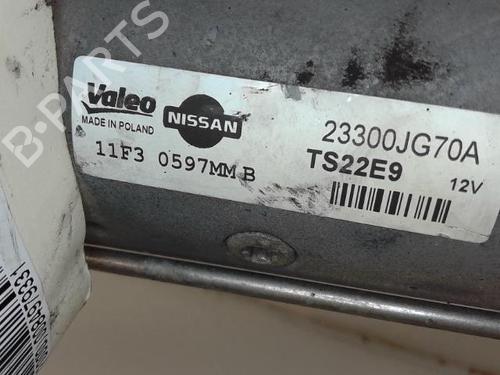 Valeo
MADE IN POLAND
NISSAN
23300JG70A
11F3 0597MM B
TS22E9
12V
B-PARTS